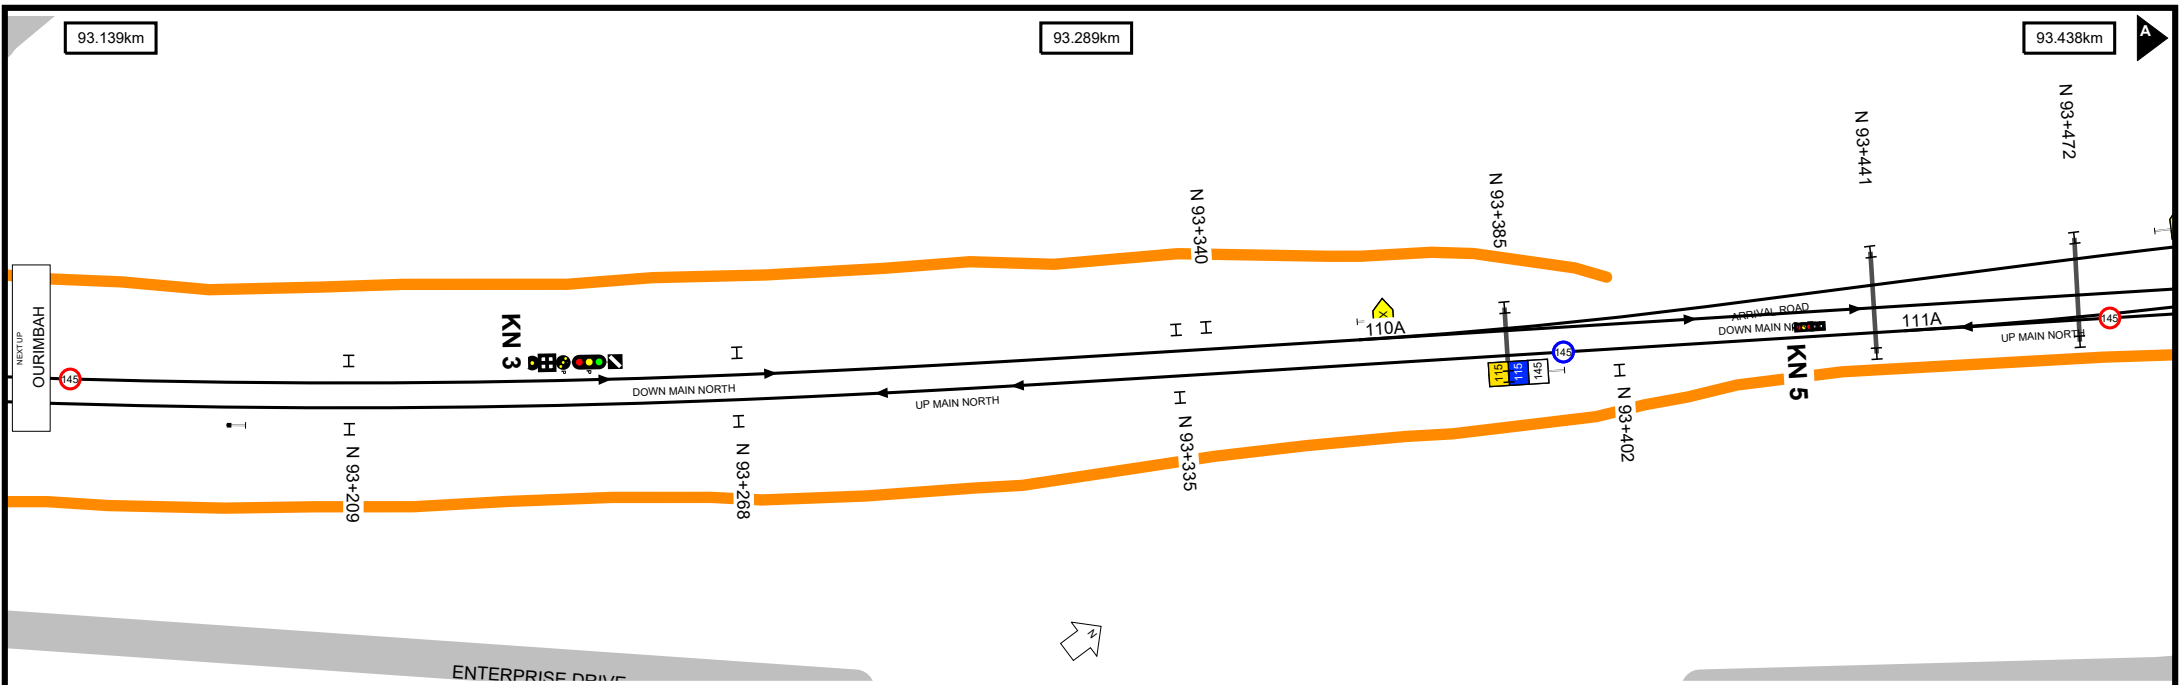 93.139km
93.289km
93.438km
A
N 93+472
N 93+441
N 93+385
N 93+340
NEXT UP
OURIMBAH
145
KN 3
DOWN MAIN NORTH
UP MAIN NORTH
X
110A
115
115
145
145
ARRIVAL ROAD
DOWN MAIN
111A
UP MAIN NORTH
145
KN 5
N 93+209
N 93+268
N 93+335
N 93+402
N
ENTERPRISE DRIVE